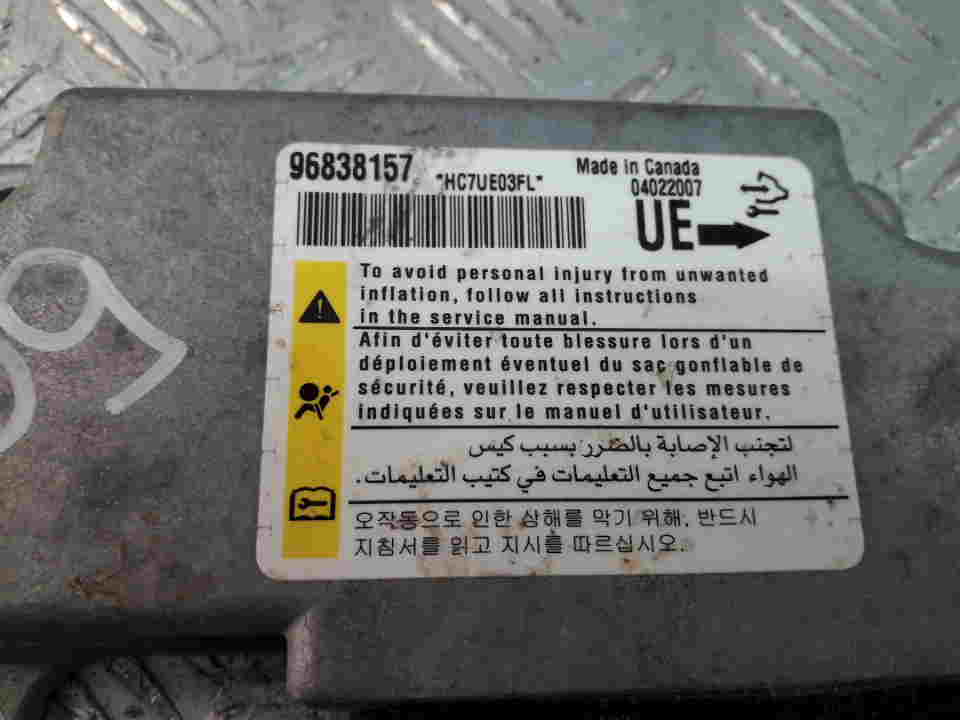 96838157
*HC7UE03FL*
Made in Canada
04022007
UE
To avoid personal injury from unwanted
inflation, follow all instructions
in the service manual.
Afin d'éviter toute blessure lors d'un
déploiement éventuel du sac gonflable de
sécurité, veuillez respecter les mesures
indiquées sur le manuel d'utilisateur.
لتجنب الإصابة بالضرر بسبب كيس
الهواء اتبع جميع التعليمات في كتيب التعليمات.
오작동으로 인한 상해를 막기 위해, 반드시
지침서를 읽고 지시를 따르십시오.